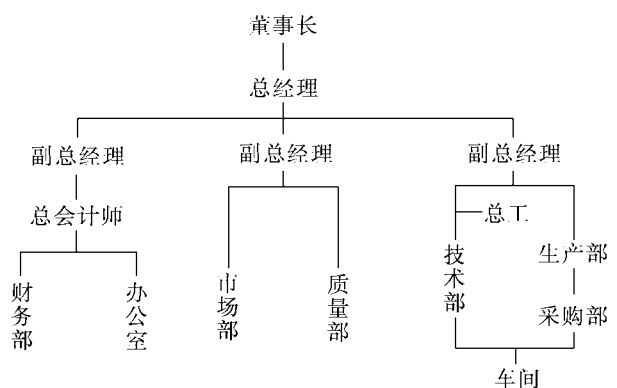 董事长
总经理
副总经理
副总经理
副总经理
总会计师
总工
财务部
办公室
市场部
质量部
技术部
生产部
采购部
车间